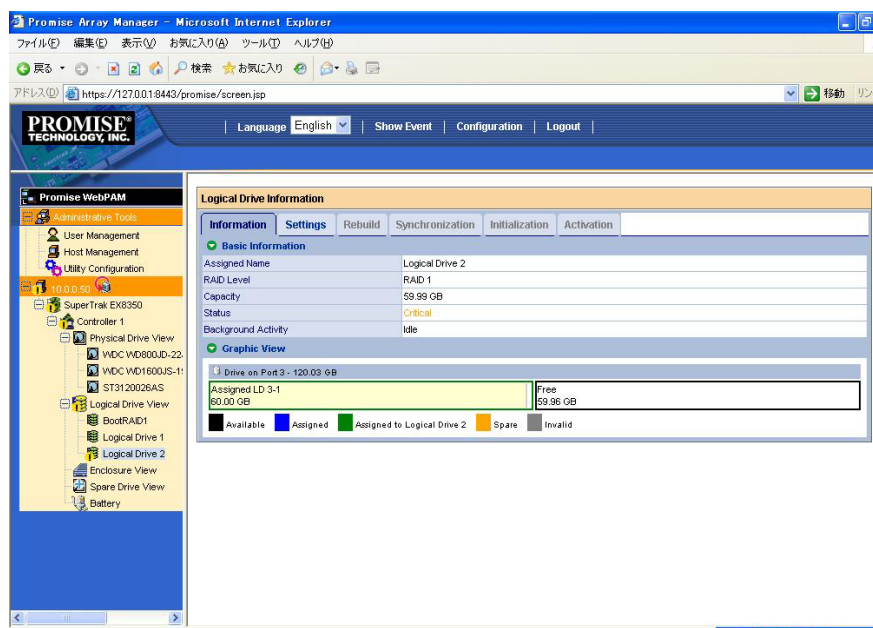 Promise Array Manager - Microsoft Internet Explorer
ファイル(F) 編集(E) 表示(V) お気に入り(A) ツール(T) ヘルプ(H)
戻る 検索 お気に入り
アドレス(D) https://127.0.0.1:8443/promise/screen.jsp 移動 リン
PROMISE®
TECHNOLOGY, INC.
| Language English | Show Event | Configuration | Logout |
Promise WebPAM
Administrative Tools
User Management
Host Management
Utility Configuration
10.0.0.50
SuperTrak EX8350
Controller 1
Physical Drive View
WDC WD800JD-22
WDC WD1600JS-1
ST3120026AS
Logical Drive View
BootRAID1
Logical Drive 1
Logical Drive 2
Enclosure View
Spare Drive View
Battery
Logical Drive Information
Information Settings Rebuild Synchronization Initialization Activation
Basic Information
Assigned Name Logical Drive 2
RAID Level RAID 1
Capacity 59.99 GB
Status Critical
Background Activity Idle
Graphic View
Drive on Port 3 - 120.03 GB
Assigned LD 3-1
60.00 GB
Free
59.96 GB
Available Assigned Assigned to Logical Drive 2 Spare Invalid